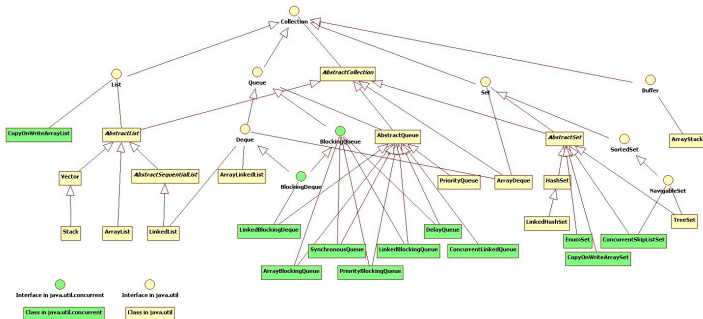 Collection
List
Queue
AbstractCollection
Set
Buffer
CopyOnWriteArrayList
AbstractList
Deque
BlockingQueue
AbstractQueue
AbstractSet
SortedSet
ArrayStack
Vector
AbstractSequentialList
ArrayLinkedList
BlockingDeque
PriorityQueue
ArrayDeque
HashSet
NavigableSet
Stack
ArrayList
LinkedList
LinkedBlockingDeque
DelayQueue
LinkedHashSet
TreeSet
SynchronousQueue
LinkedBlockingQueue
ConcurrentLinkedQueue
EnumSet
ConcurrentSkipListSet
ArrayBlockingQueue
PriorityBlockingQueue
CopyOnWriteArraySet
Interface in java.util.concurrent
Interface in java.util
Class in java.util.concurrent
Class in java.util